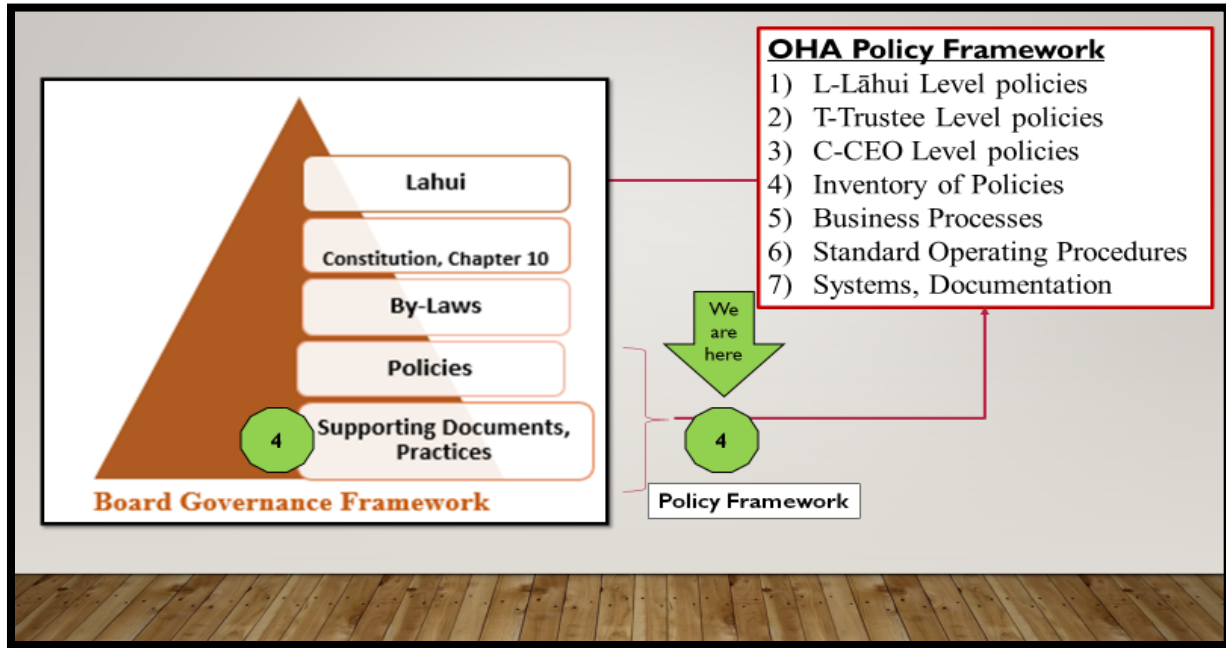 Lahui
Constitution, Chapter 10
By-Laws
Policies
4
Supporting Documents,
Practices
Board Governance Framework
OHA Policy Framework
1) L-Lāhui Level policies
2) T-Trustee Level policies
3) C-CEO Level policies
4) Inventory of Policies
5) Business Processes
6) Standard Operating Procedures
7) Systems, Documentation
We
are
here
4
Policy Framework